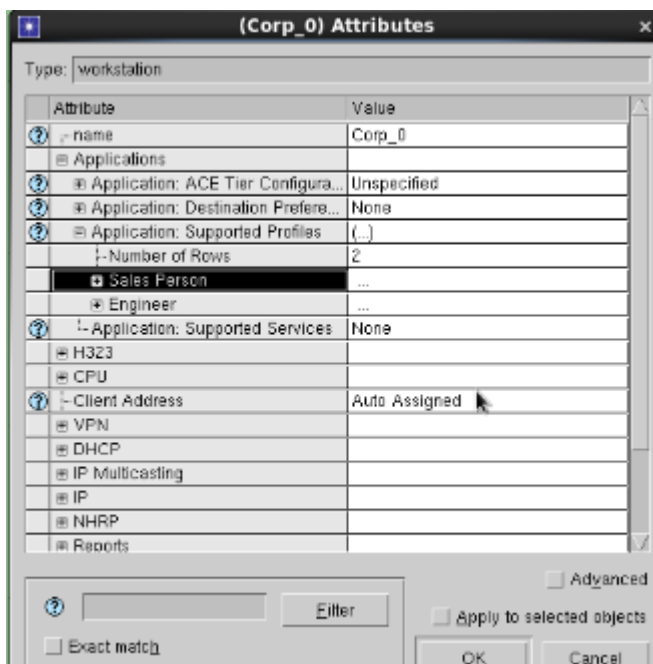 (Corp_0) Attributes
Type: workstation
Attribute Value
name Corp_0
Applications
Application: ACE Tier Configura... Unspecified
Application: Destination Prefere... None
Application: Supported Profiles (...)
Number of Rows 2
Sales Person ...
Engineer ...
Application: Supported Services None
H323
CPU
Client Address Auto Assigned
VPN
DHCP
IP Multicasting
IP
NHRP
Reports
Advanced
Filter
Apply to selected objects
Exact match
OK Cancel